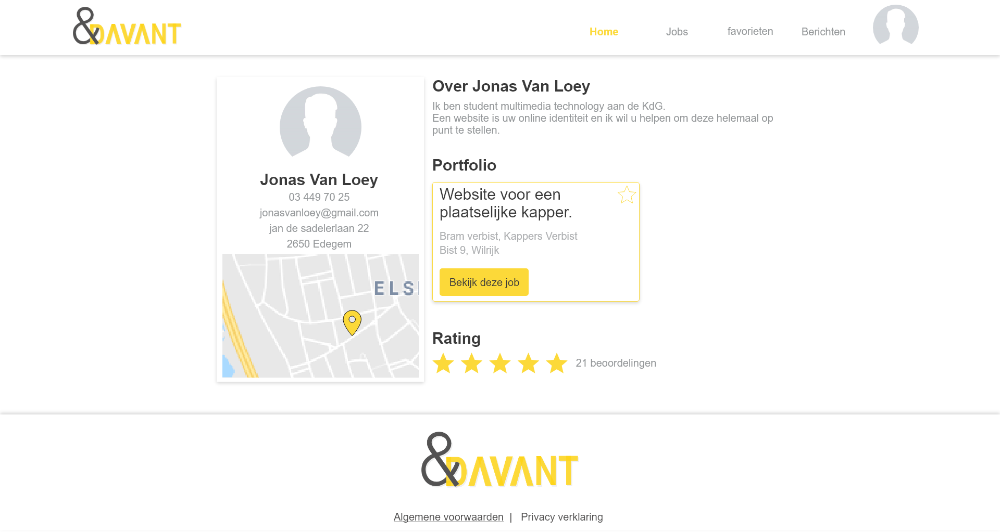 &DAVANT
Home
Jobs
favorieten
Berichten
Jonas Van Loey
03 449 70 25
jonasvanloey@gmail.com
jan de sadelerlaan 22
2650 Edegem
ELS
Over Jonas Van Loey
Ik ben student multimedia technology aan de KdG.
Een website is uw online identiteit en ik wil u helpen om deze helemaal op
punt te stellen.
Portfolio
Website voor een
plaatselijke kapper.
Bram verbist, Kappers Verbist
Bist 9, Wilrijk
Bekijk deze job
Rating
21 beoordelingen
&DAVANT
Algemene voorwaarden | Privacy verklaring